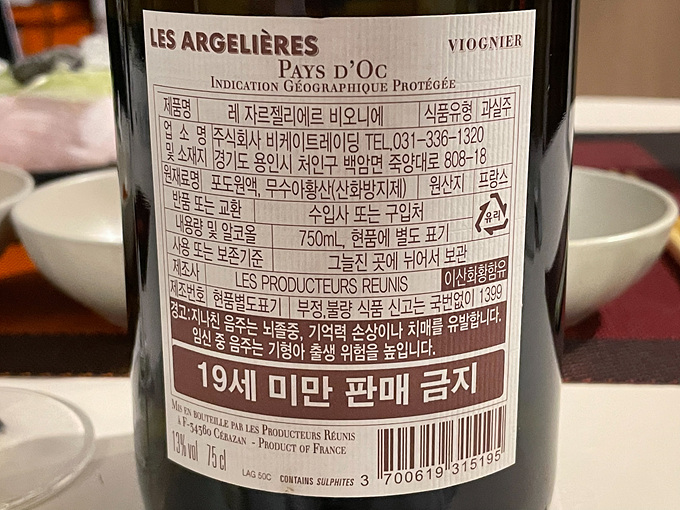 LES ARGELIÈRES VIOGNIER
PAYS D'OC
INDICATION GÉOGRAPHIQUE PROTÉGÉE
제품명 레 자르젤리에르 비오니에 식품유형 과실주
업 소 명 주식회사 비케이트레이딩 TEL,031-336-1320
및 소재지 경기도 용인시 처인구 백암면 죽양대로 808-18
원재료명 포도원액, 무수아황산(산화방지제) 원산지 프랑스
반품 또는 교환 수입사 또는 구입처
유리
내용량 및 알코올 750mL, 현품에 별도 표기
사용 또는 보존기준 그늘진 곳에 뉘어서 보관
제조사 LES PRODUCTEURS REUNIS 이산화황함유
제조번호 현품별도표기 부정,불량 식품 신고는 국번없이 1399
경고:지나친 음주는 뇌졸중, 기억력 손상이나 치매를 유발합니다.
임신 중 음주는 기형아 출생 위험을 높입니다.
19세 미만 판매 금지
MIS EN BOUTEILLE PAR LES PRODUCTEURS RÉUNIS
À F-34360 CÉBAZAN - PRODUCT OF FRANCE
13% vol 75 cl
LAG 50C CONTAINS SULPHITES 3 700619 315195